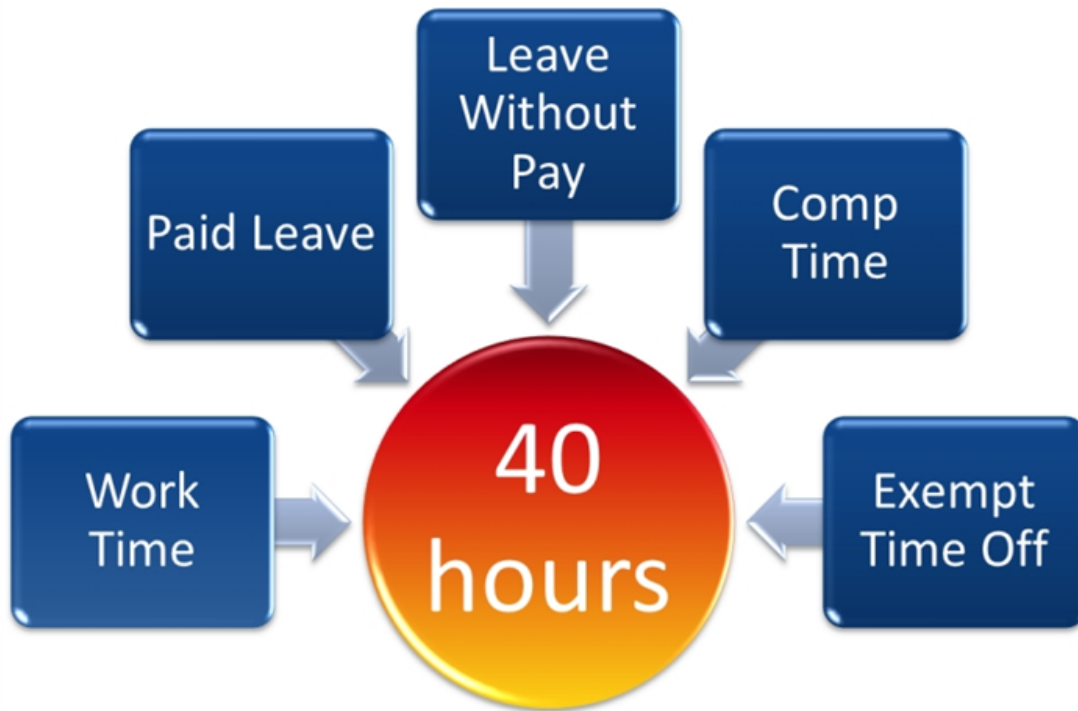 Leave
Without
Pay
Paid Leave
Comp
Time
Work
Time
40
hours
Exempt
Time Off